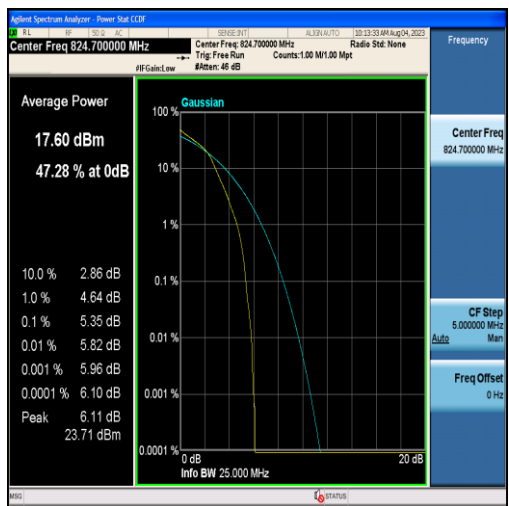 Agilent Spectrum Analyzer - Power Stat CCDF
RL RF 50 Ω AC SENSE:INT ALIGN AUTO 10:13:33 AM Aug 04, 2023
Center Freq 824.700000 MHz
Center Freq: 824.700000 MHz Radio Std: None
Trig: Free Run Counts:1.00 M/1.00 Mpt
#IFGain:Low #Atten: 46 dB
Frequency
Average Power
17.60 dBm
47.28 % at 0dB
10.0 % 2.86 dB
1.0 % 4.64 dB
0.1 % 5.35 dB
0.01 % 5.82 dB
0.001 % 5.96 dB
0.0001 % 6.10 dB
Peak 6.11 dB
23.71 dBm
Gaussian
100 %
10 %
1 %
0.1 %
0.01 %
0.001 %
0.0001 %
0 dB 20 dB
Info BW 25.000 MHz
Center Freq
824.700000 MHz
CF Step
5.000000 MHz
Auto Man
Freq Offset
0 Hz
MSG STATUS